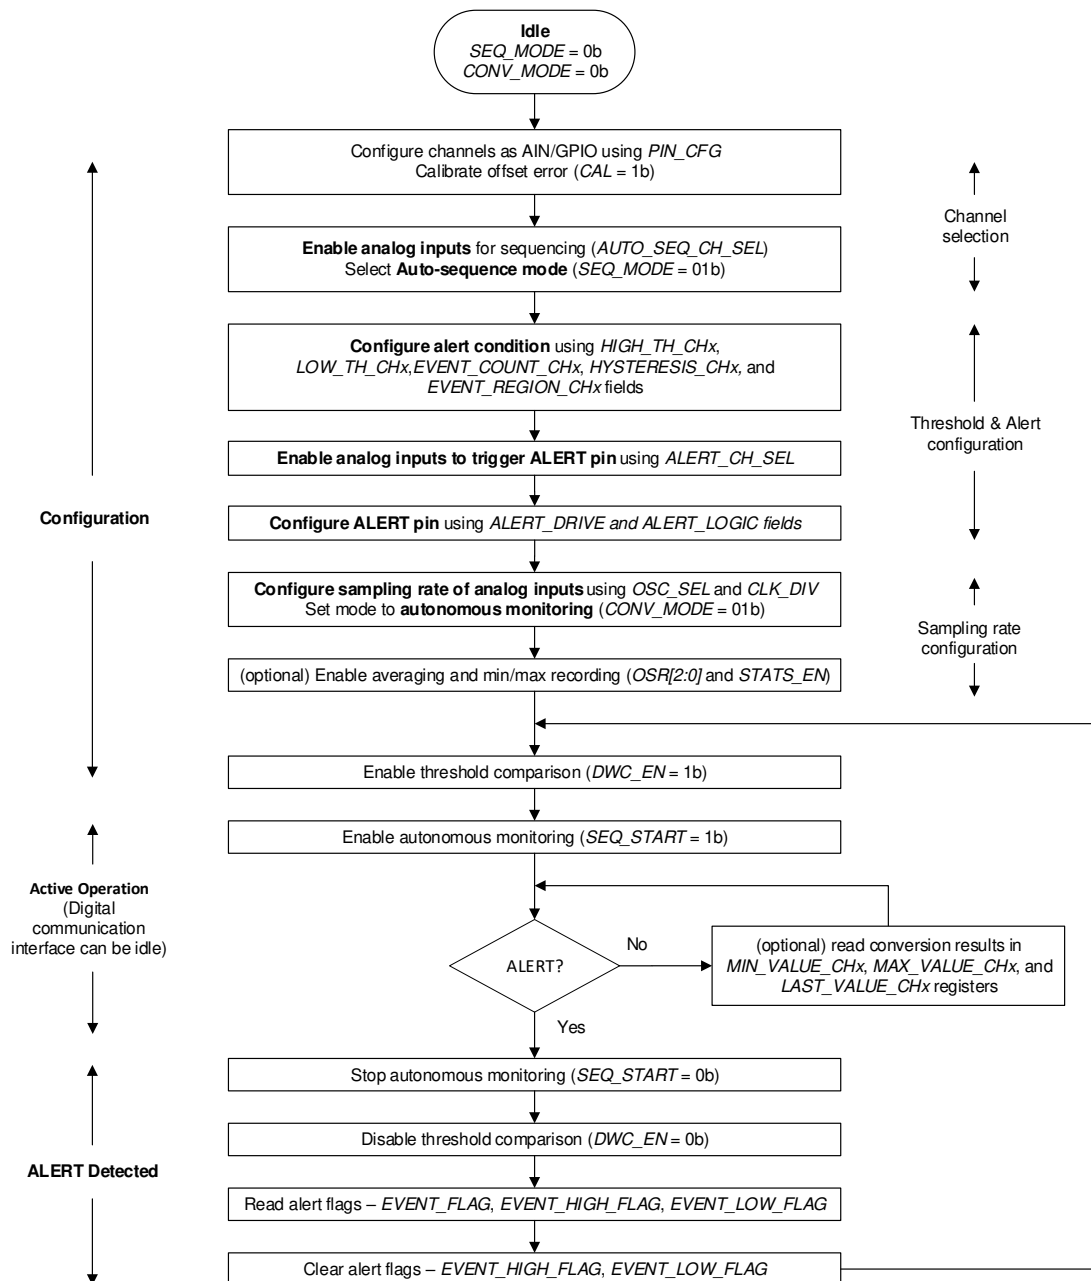 Idle
SEQ_MODE = 0b
CONV_MODE = 0b
Configure channels as AIN/GPIO using PIN_CFG
Calibrate offset error (CAL = 1b)
Channel
selection
Enable analog inputs for sequencing (AUTO_SEQ_CH_SEL)
Select Auto-sequence mode (SEQ_MODE = 01b)
Configure alert condition using HIGH_TH_CHx,
LOW_TH_CHx,EVENT_COUNT_CHx, HYSTERESIS_CHx, and
EVENT_REGION_CHx fields
Threshold & Alert
configuration
Enable analog inputs to trigger ALERT pin using ALERT_CH_SEL
Configuration
Configure ALERT pin using ALERT_DRIVE and ALERT_LOGIC fields
Configure sampling rate of analog inputs using OSC_SEL and CLK_DIV
Set mode to autonomous monitoring (CONV_MODE = 01b)
Sampling rate
configuration
(optional) Enable averaging and min/max recording (OSR[2:0] and STATS_EN)
Enable threshold comparison (DWC_EN = 1b)
Enable autonomous monitoring (SEQ_START = 1b)
Active Operation
(Digital
communication
interface can be idle)
ALERT?
No
(optional) read conversion results in
MIN_VALUE_CHx, MAX_VALUE_CHx, and
LAST_VALUE_CHx registers
Yes
Stop autonomous monitoring (SEQ_START = 0b)
Disable threshold comparison (DWC_EN = 0b)
ALERT Detected
Read alert flags – EVENT_FLAG, EVENT_HIGH_FLAG, EVENT_LOW_FLAG
Clear alert flags – EVENT_HIGH_FLAG, EVENT_LOW_FLAG